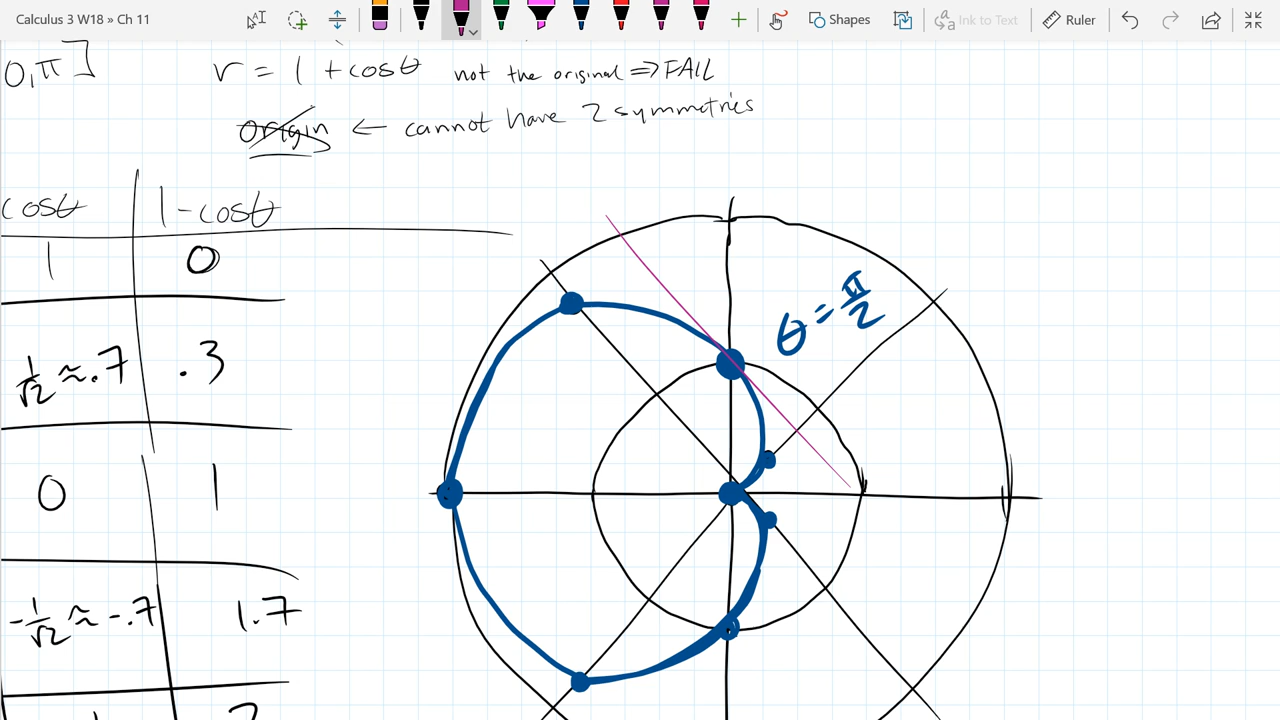 Calculus 3 W18 » Ch 11
Shapes
Ink to Text
Ruler
0,π]
r = 1 + cosθ not the original ⇒ FAIL
origin ← cannot have 2 symmetries
cosθ 1-cosθ
1 0
1/√2 ≈ .7 .3
0 1
-1/√2 ≈ -.7 1.7
θ = π/2